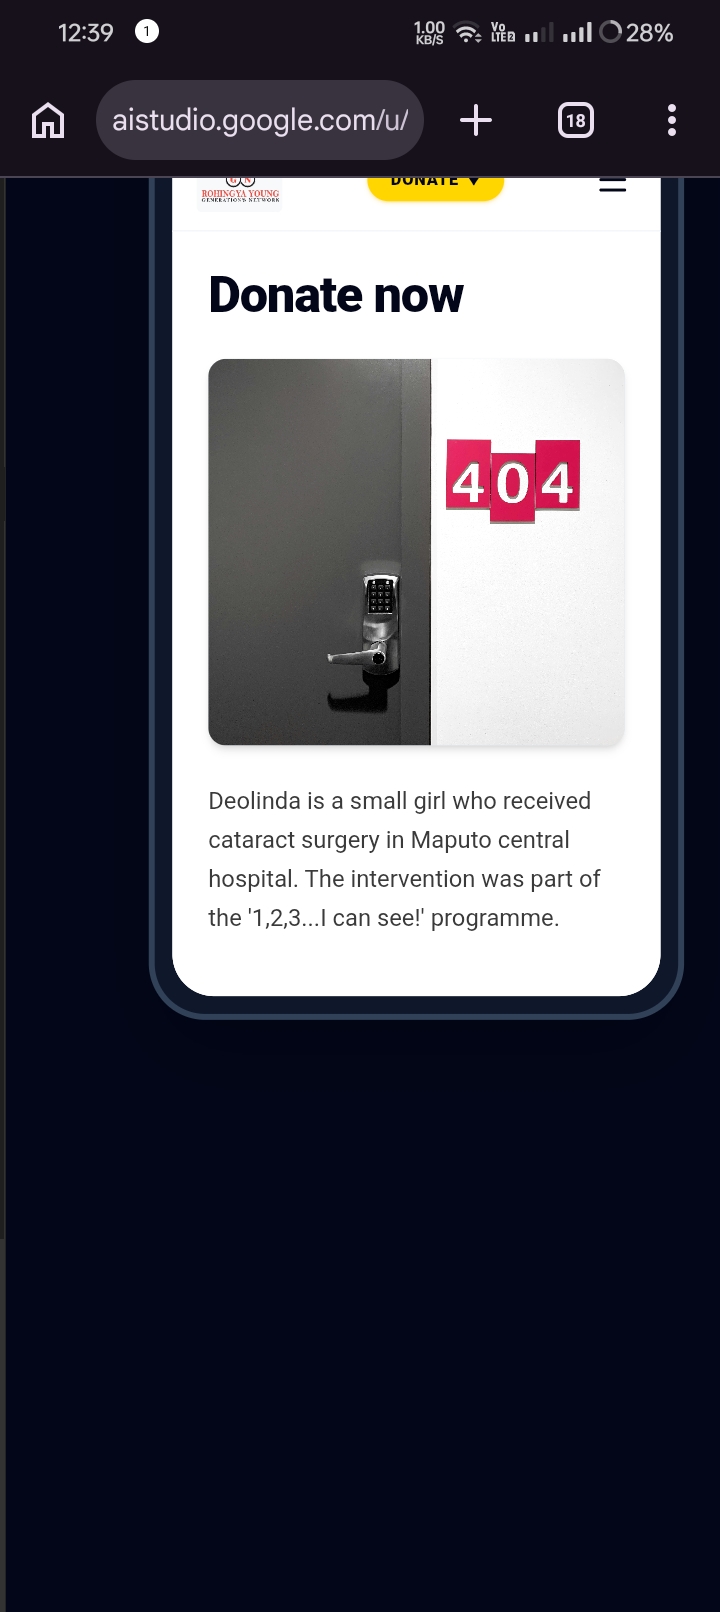 12:39
1
1.00
KB/S
Vo
LTE2
28%
aistudio.google.com/u/
18
G N
ROHINGYA YOUNG
GENERATIONS NETWORK
DONATE
Donate now
404
Deolinda is a small girl who received
cataract surgery in Maputo central
hospital. The intervention was part of
the '1,2,3...I can see!' programme.